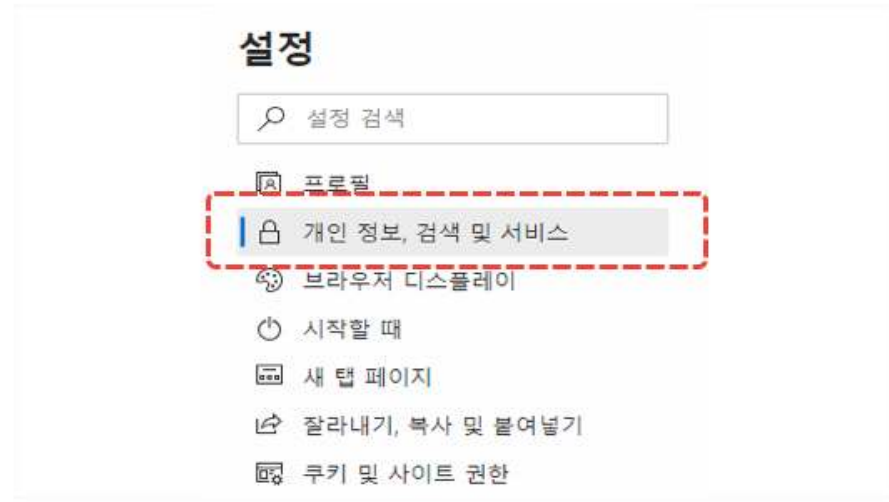 설정
설정 검색
프로필
개인 정보, 검색 및 서비스
브라우저 디스플레이
시작할 때
새 탭 페이지
잘라내기, 복사 및 붙여넣기
쿠키 및 사이트 권한